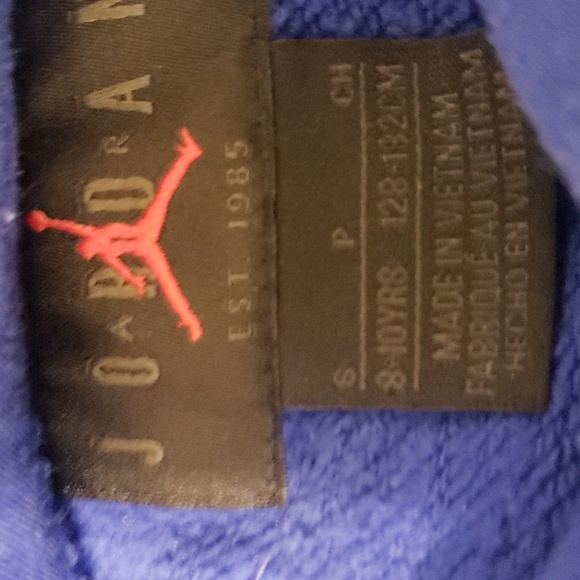 JORDAN
A R
EST. 1985
S P CH
8-10YRS 128-132CM
MADE IN VIETNAM
FABRIQUÉ AU VIETNAM
HECHO EN VIETNAM